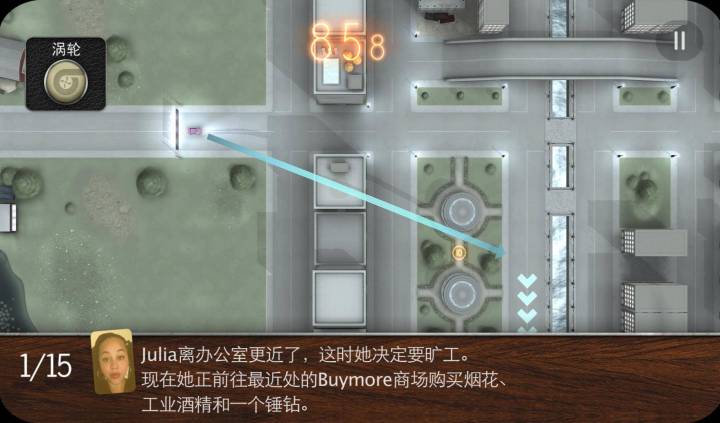 涡轮
858
1/15
Julia离办公室更近了，这时她决定要旷工。
现在她正前往最近处的Buymore商场购买烟花、
工业酒精和一个锤钻。